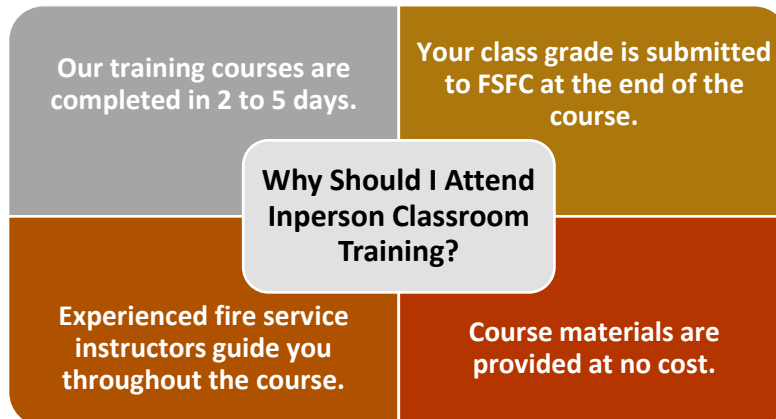 Our training courses are
completed in 2 to 5 days.
Your class grade is submitted
to FSFC at the end of the
course.
Why Should I Attend
Inperson Classroom
Training?
Experienced fire service
instructors guide you
throughout the course.
Course materials are
provided at no cost.